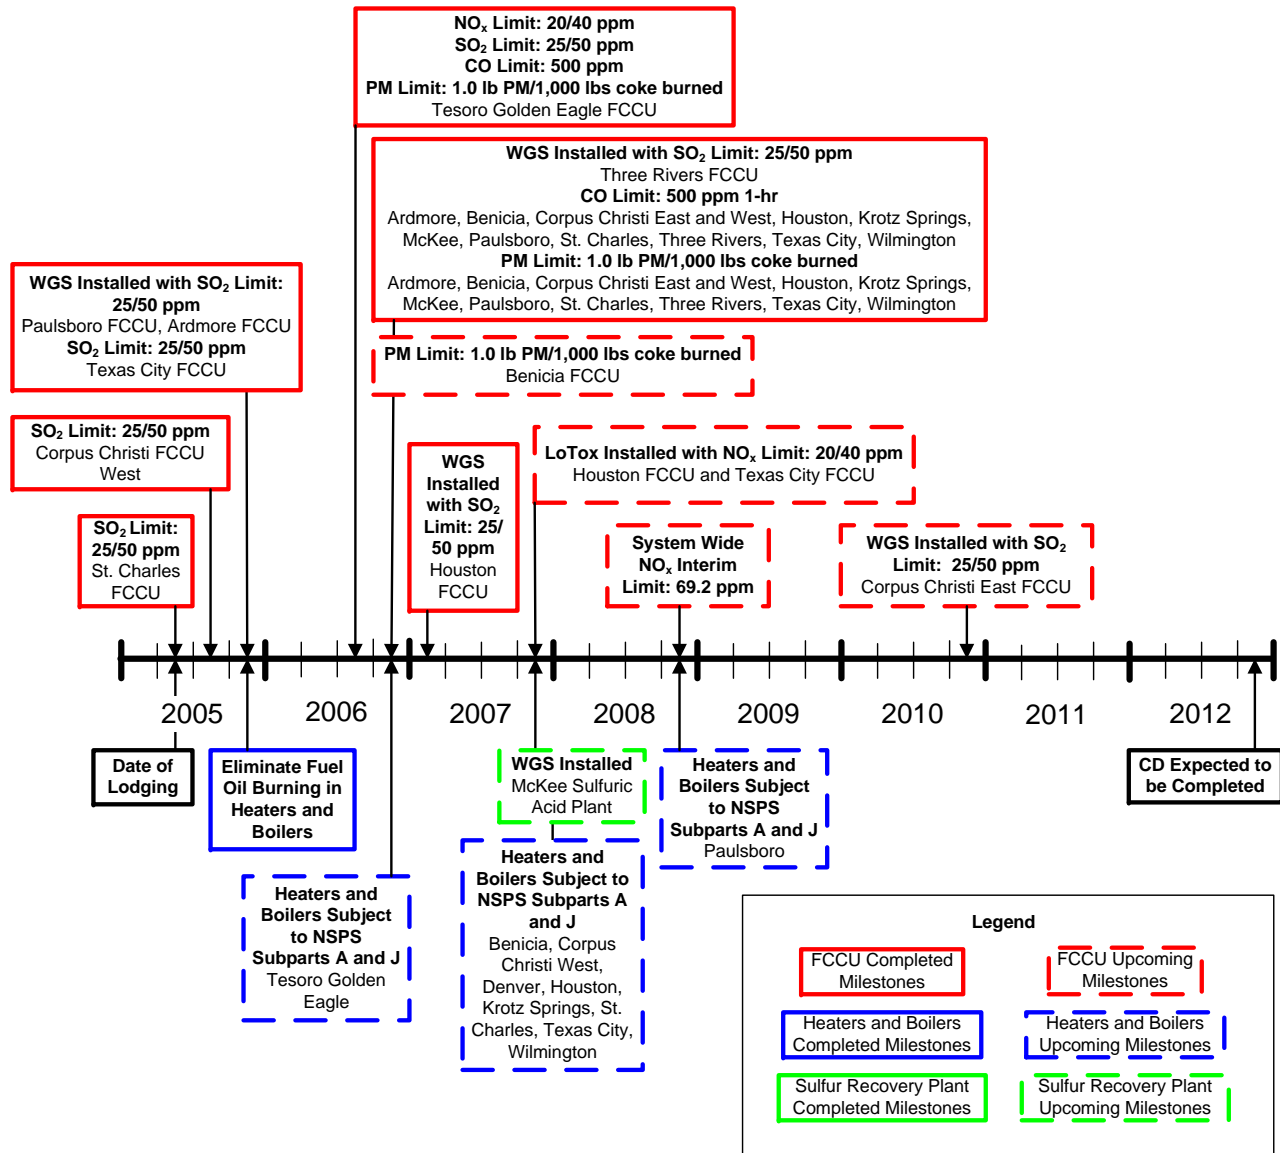 NOx Limit: 20/40 ppm
SO2 Limit: 25/50 ppm
CO Limit: 500 ppm
PM Limit: 1.0 lb PM/1,000 lbs coke burned
Tesoro Golden Eagle FCCU
WGS Installed with SO2 Limit: 25/50 ppm
Three Rivers FCCU
CO Limit: 500 ppm 1-hr
Ardmore, Benicia, Corpus Christi East and West, Houston, Krotz Springs,
McKee, Paulsboro, St. Charles, Three Rivers, Texas City, Wilmington
PM Limit: 1.0 lb PM/1,000 lbs coke burned
Ardmore, Benicia, Corpus Christi East and West, Houston, Krotz Springs,
McKee, Paulsboro, St. Charles, Three Rivers, Texas City, Wilmington
WGS Installed with SO2 Limit:
25/50 ppm
Paulsboro FCCU, Ardmore FCCU
SO2 Limit: 25/50 ppm
Texas City FCCU
PM Limit: 1.0 lb PM/1,000 lbs coke burned
Benicia FCCU
SO2 Limit: 25/50 ppm
Corpus Christi FCCU
West
WGS
Installed
with SO2
Limit: 25/
50 ppm
Houston
FCCU
LoTox Installed with NOx Limit: 20/40 ppm
Houston FCCU and Texas City FCCU
SO2 Limit:
25/50 ppm
St. Charles
FCCU
System Wide
NOx Interim
Limit: 69.2 ppm
WGS Installed with SO2
Limit: 25/50 ppm
Corpus Christi East FCCU
2005
2006
2007
2008
2009
2010
2011
2012
Date of
Lodging
Eliminate Fuel
Oil Burning in
Heaters and
Boilers
WGS Installed
McKee Sulfuric
Acid Plant
Heaters and
Boilers Subject
to NSPS
Subparts A and J
Paulsboro
CD Expected to
be Completed
Heaters and
Boilers Subject
to NSPS
Subparts A and J
Tesoro Golden
Eagle
Heaters and
Boilers Subject to
NSPS Subparts A
and J
Benicia, Corpus
Christi West,
Denver, Houston,
Krotz Springs, St.
Charles, Texas City,
Wilmington
Legend
FCCU Completed
Milestones
FCCU Upcoming
Milestones
Heaters and Boilers
Completed Milestones
Heaters and Boilers
Upcoming Milestones
Sulfur Recovery Plant
Completed Milestones
Sulfur Recovery Plant
Upcoming Milestones